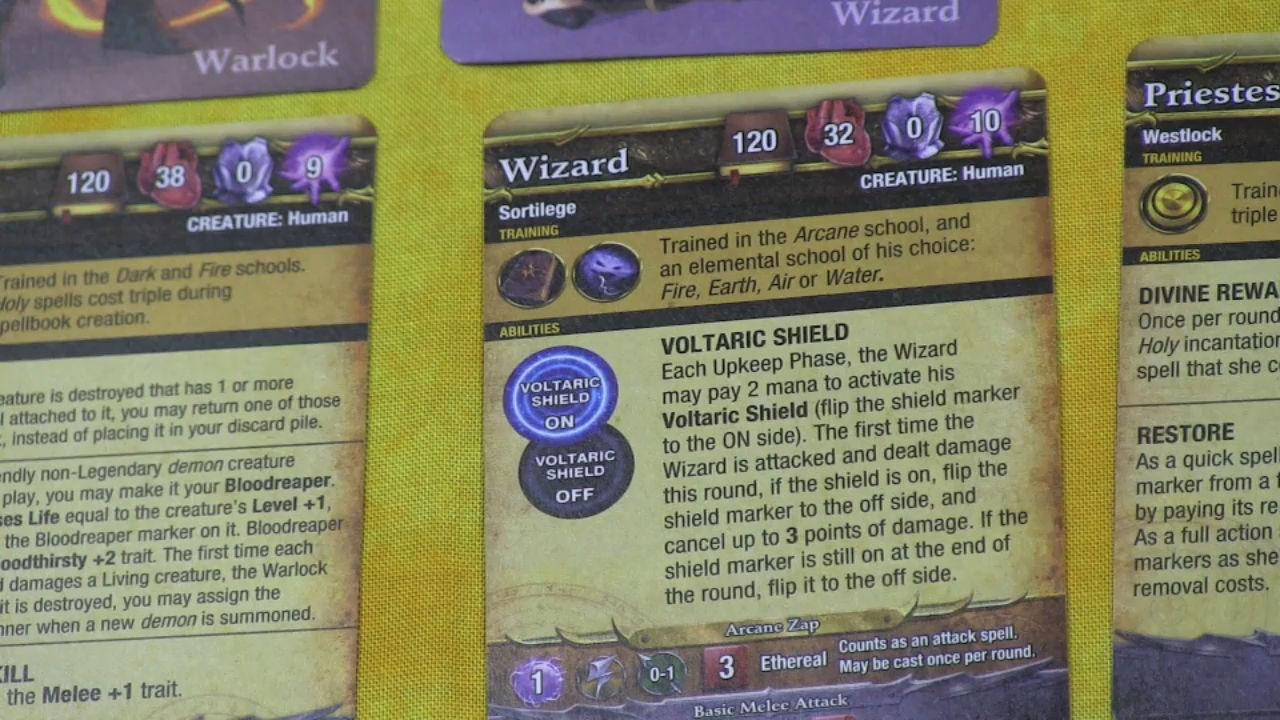 Warlock
120 38 0 9
CREATURE: Human
Trained in the Dark and Fire schools.
Holy spells cost triple during
spellbook creation.
creature is destroyed that has 1 or more
attached to it, you may return one of those
instead of placing it in your discard pile.
non-Legendary demon creature
play, you may make it your Bloodreaper.
Life equal to the creature's Level +1,
the Bloodreaper marker on it. Bloodreaper
+2 trait. The first time each
damages a Living creature, the Warlock
it is destroyed, you may assign the
when a new demon is summoned.
the Melee +1 trait.
Wizard
Wizard
120 32 0 10
CREATURE: Human
Sortilege
TRAINING
Trained in the Arcane school, and
an elemental school of his choice:
Fire, Earth, Air or Water.
ABILITIES
VOLTARIC
SHIELD
ON
VOLTARIC
SHIELD
OFF
VOLTARIC SHIELD
Each Upkeep Phase, the Wizard
may pay 2 mana to activate his
Voltaric Shield (flip the shield marker
to the ON side). The first time the
Wizard is attacked and dealt damage
this round, if the shield is on, flip the
shield marker to the off side, and
cancel up to 3 points of damage. If the
shield marker is still on at the end of
the round, flip it to the off side.
Arcane Zap
1 0-1 3 Ethereal
Counts as an attack spell.
May be cast once per round.
Basic Melee Attack
Westlock
TRAINING
triple
ABILITIES
DIVINE
Once per round
Holy incantation
spell that she
RESTORE
As a quick spell
marker from a
by paying its
As a full action
markers as she
removal costs.